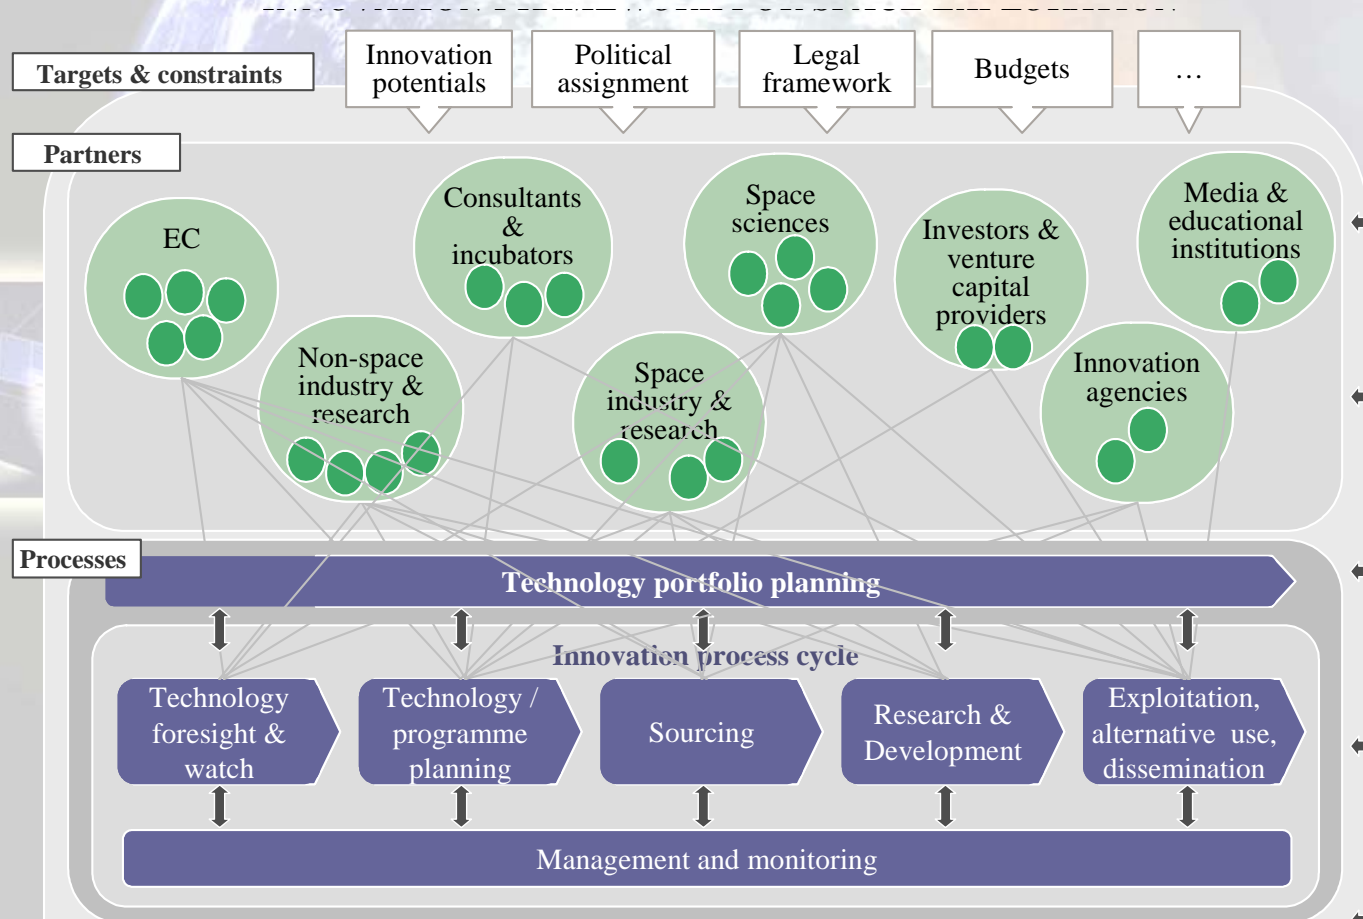 Targets & constraints
Innovation
potentials
Political
assignment
Legal
framework
Budgets
…
Partners
EC
Consultants
&
incubators
Space
sciences
Investors &
venture
capital
providers
Media &
educational
institutions
Non-space
industry &
research
Space
industry &
research
Innovation
agencies
Processes
Technology portfolio planning
Innovation process cycle
Technology
foresight &
watch
Technology /
programme
planning
Sourcing
Research &
Development
Exploitation,
alternative use,
dissemination
Management and monitoring